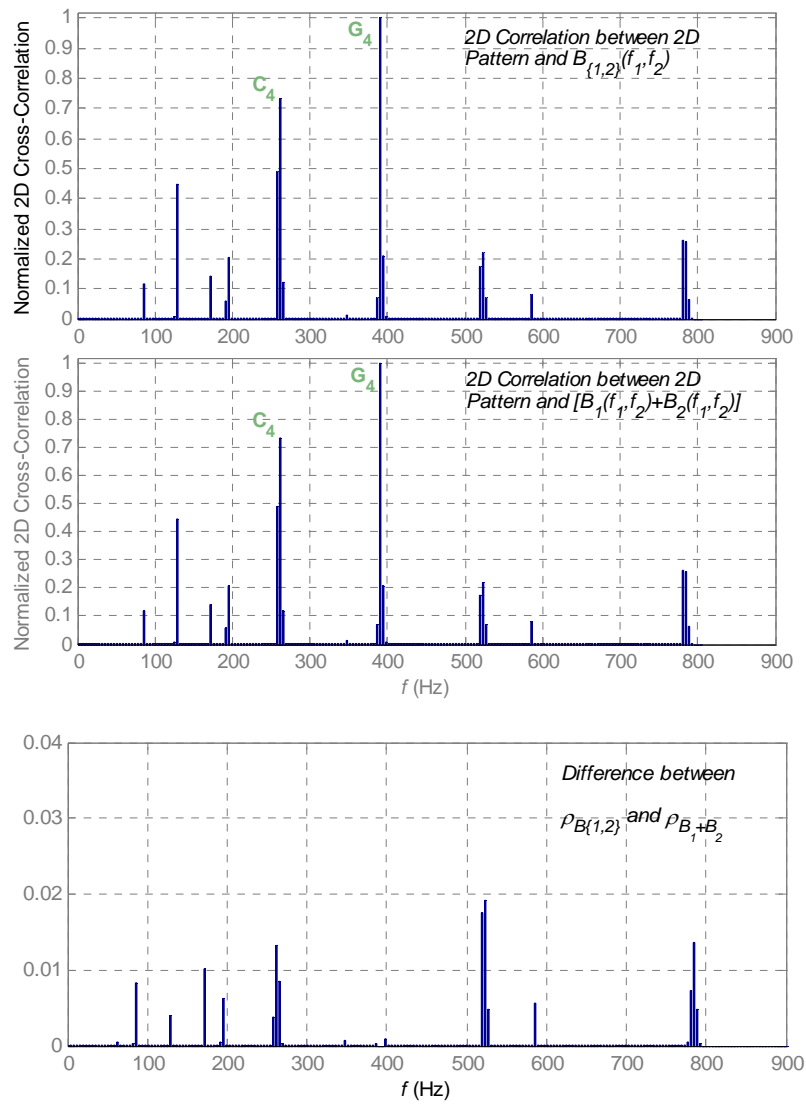 1
0.9
0.8
0.7
0.6
0.5
0.4
0.3
0.2
0.1
0
Normalized 2D Cross-Correlation
G4
C4
2D Correlation between 2D
Pattern and B{1,2}(f1,f2)
0 100 200 300 400 500 600 700 800 900
1
0.9
0.8
0.7
0.6
0.5
0.4
0.3
0.2
0.1
0
Normalized 2D Cross-Correlation
G4
C4
2D Correlation between 2D
Pattern and [B1(f1,f2)+B2(f1,f2)]
0 100 200 300 400 500 600 700 800 900
f (Hz)
0.04
0.03
0.02
0.01
0
Difference between
ρB{1,2} and ρB1+B2
0 100 200 300 400 500 600 700 800 900
f (Hz)